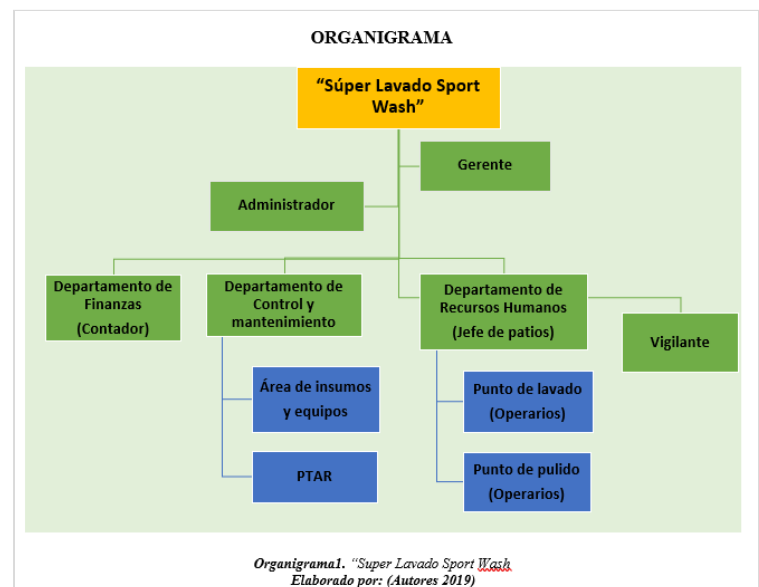 ORGANIGRAMA
“Súper Lavado Sport
Wash”
Gerente
Administrador
Departamento de
Finanzas
(Contador)
Departamento de
Control y
mantenimiento
Departamento de
Recursos Humanos
(Jefe de patios)
Vigilante
Área de insumos
y equipos
Punto de lavado
(Operarios)
PTAR
Punto de pulido
(Operarios)
Organigrama1. “Super Lavado Sport Wash
Elaborado por: (Autores 2019)